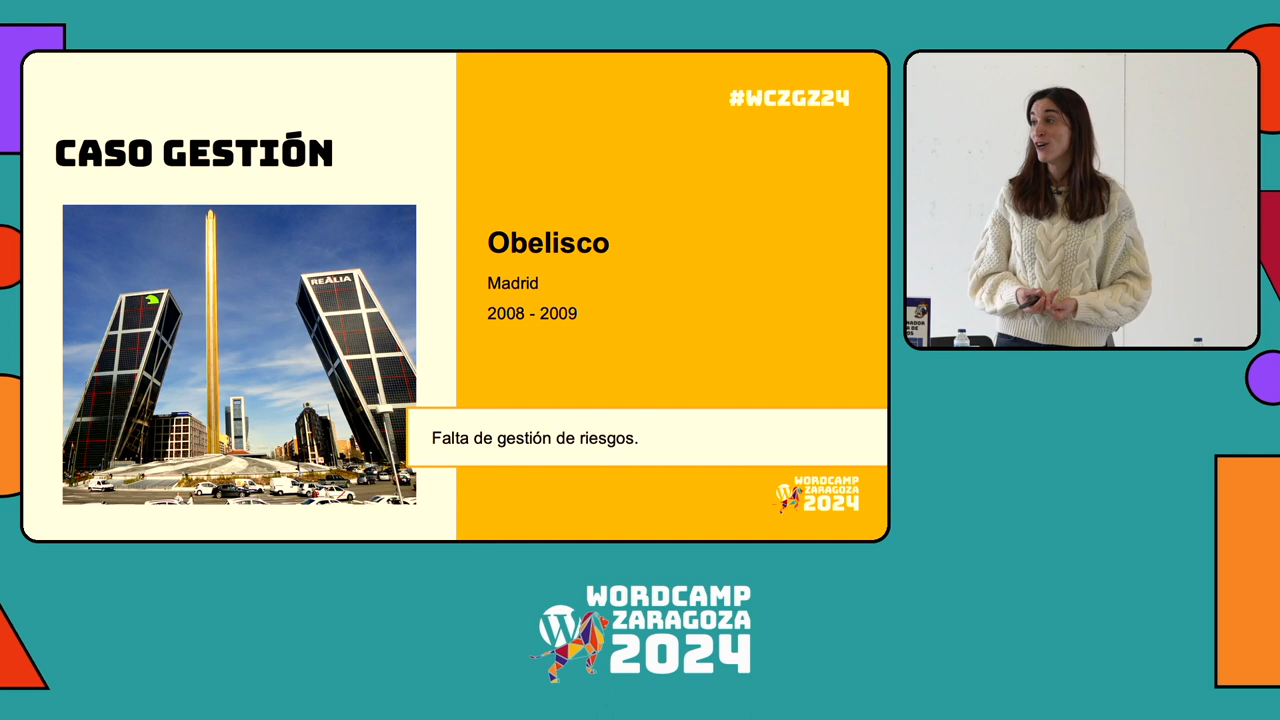 #WCZGZ24
CASO GESTIÓN
REALIA
Obelisco
Madrid
2008 - 2009
Falta de gestión de riesgos.
WORDCAMP
ZARAGOZA
2024
WORDCAMP
ZARAGOZA
2024